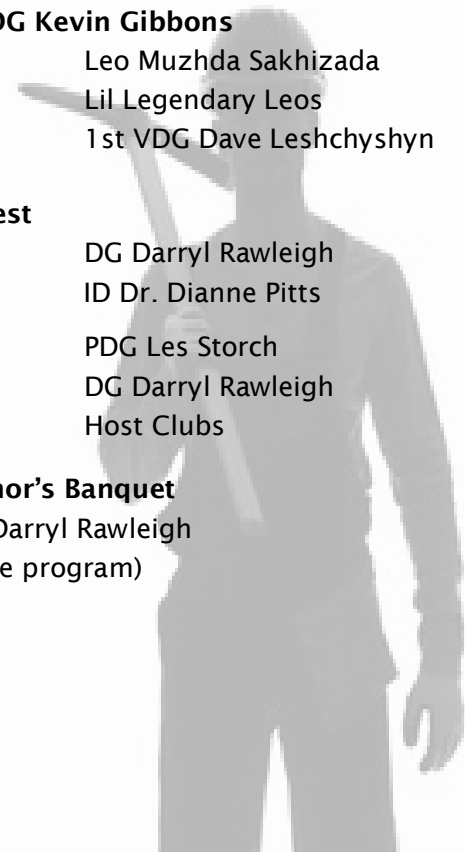 DG Kevin Gibbons
Leo Muzhda Sakhizada
Lil Legendary Leos
1st VDG Dave Leshchyshyn
est
DG Darryl Rawleigh
ID Dr. Dianne Pitts
PDG Les Storch
DG Darryl Rawleigh
Host Clubs
nor's Banquet
Darryl Rawleigh
e program)